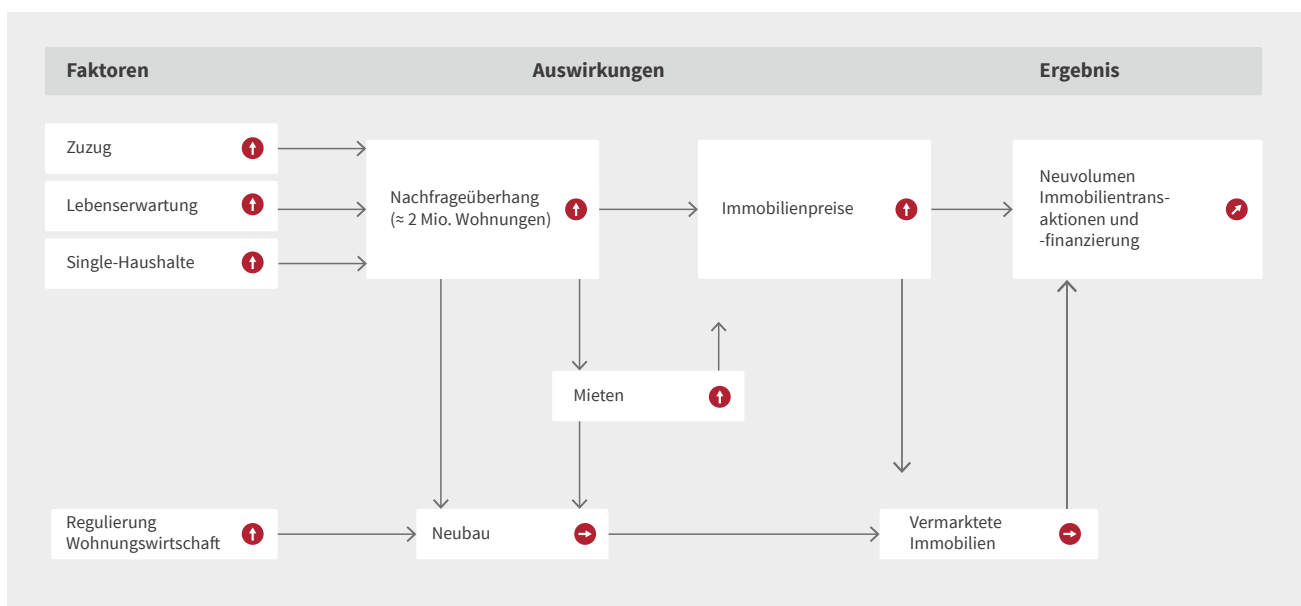 Faktoren
Auswirkungen
Ergebnis
Zuzug
Lebenserwartung
Single-Haushalte
Nachfrageüberhang
(≈ 2 Mio. Wohnungen)
Immobilienpreise
Neuvolumen
Immobilientrans-
aktionen und
-finanzierung
Mieten
Regulierung
Wohnungswirtschaft
Neubau
Vermarktete
Immobilien